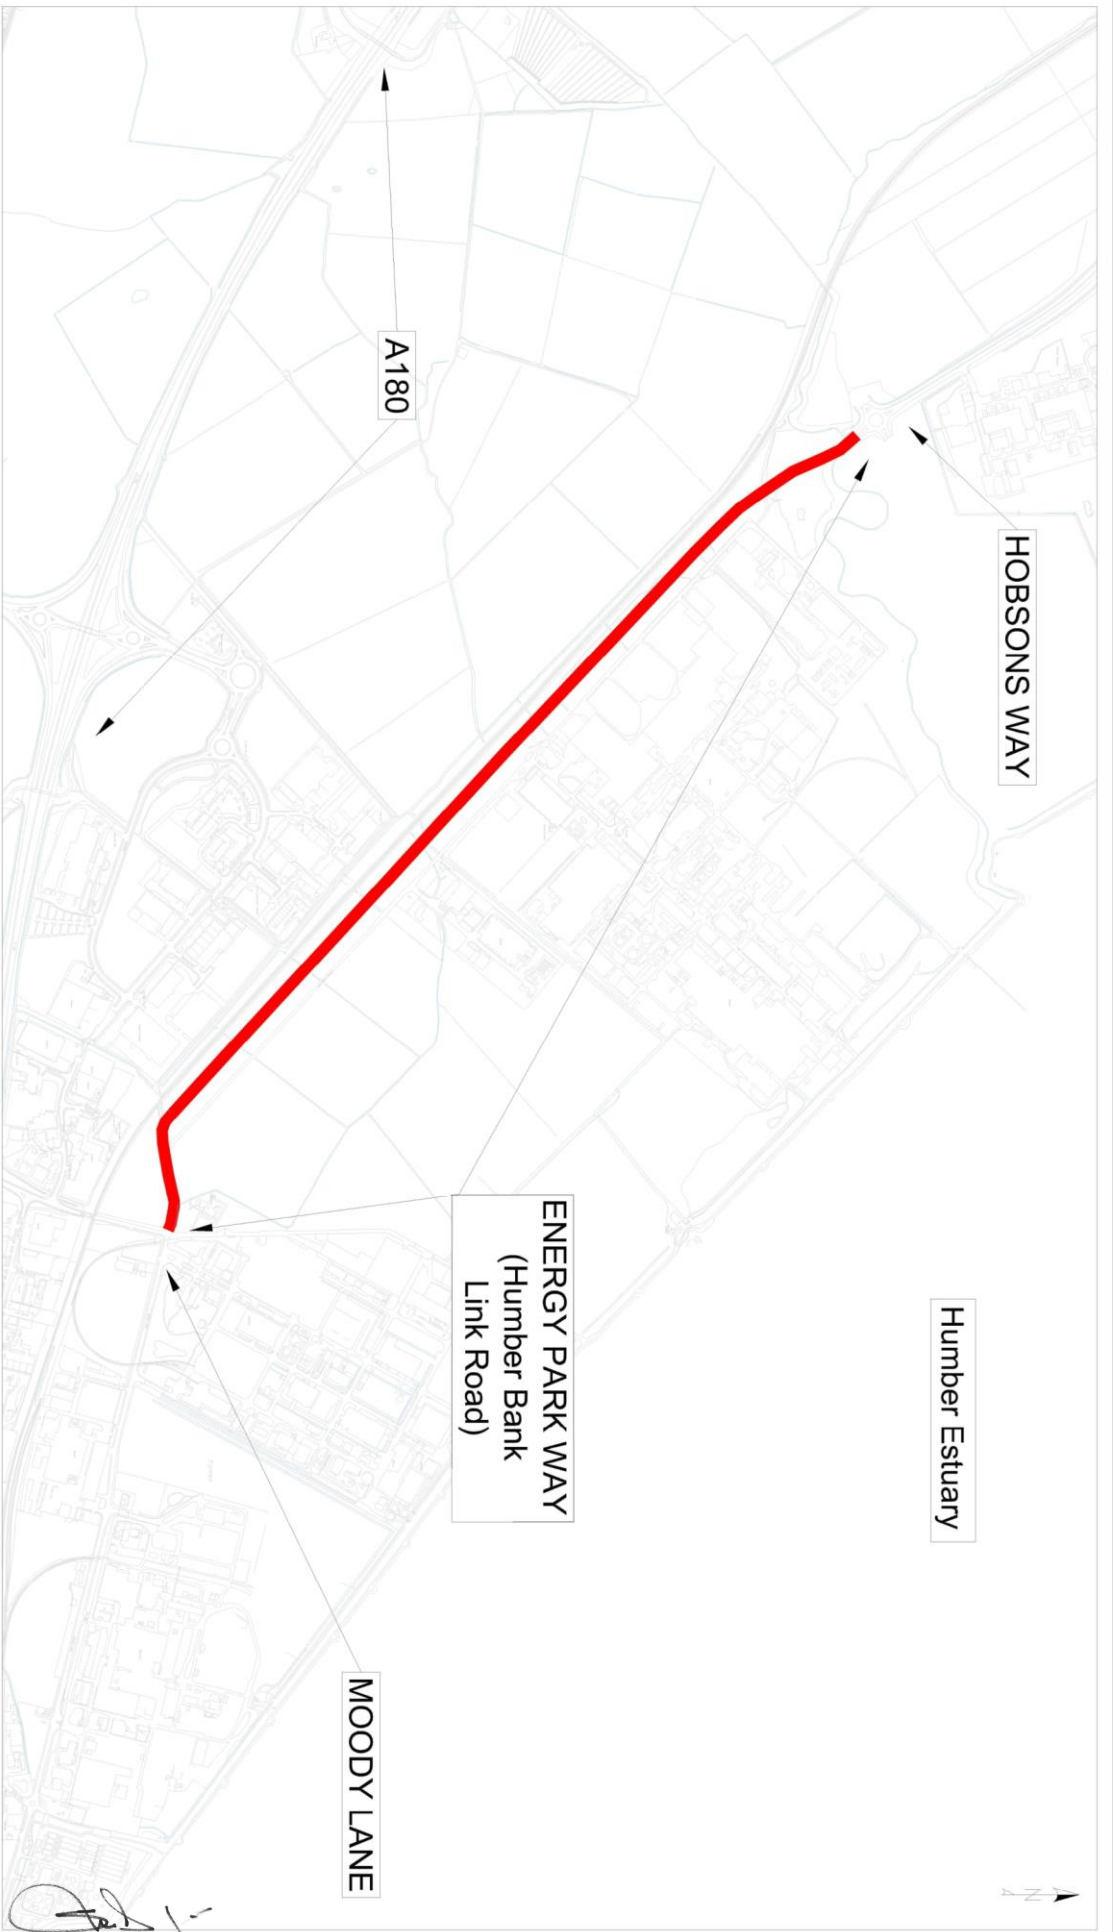 HOBSONS WAY
Humber Estuary
A180
ENERGY PARK WAY
(Humber Bank
Link Road)
MOODY LANE
N